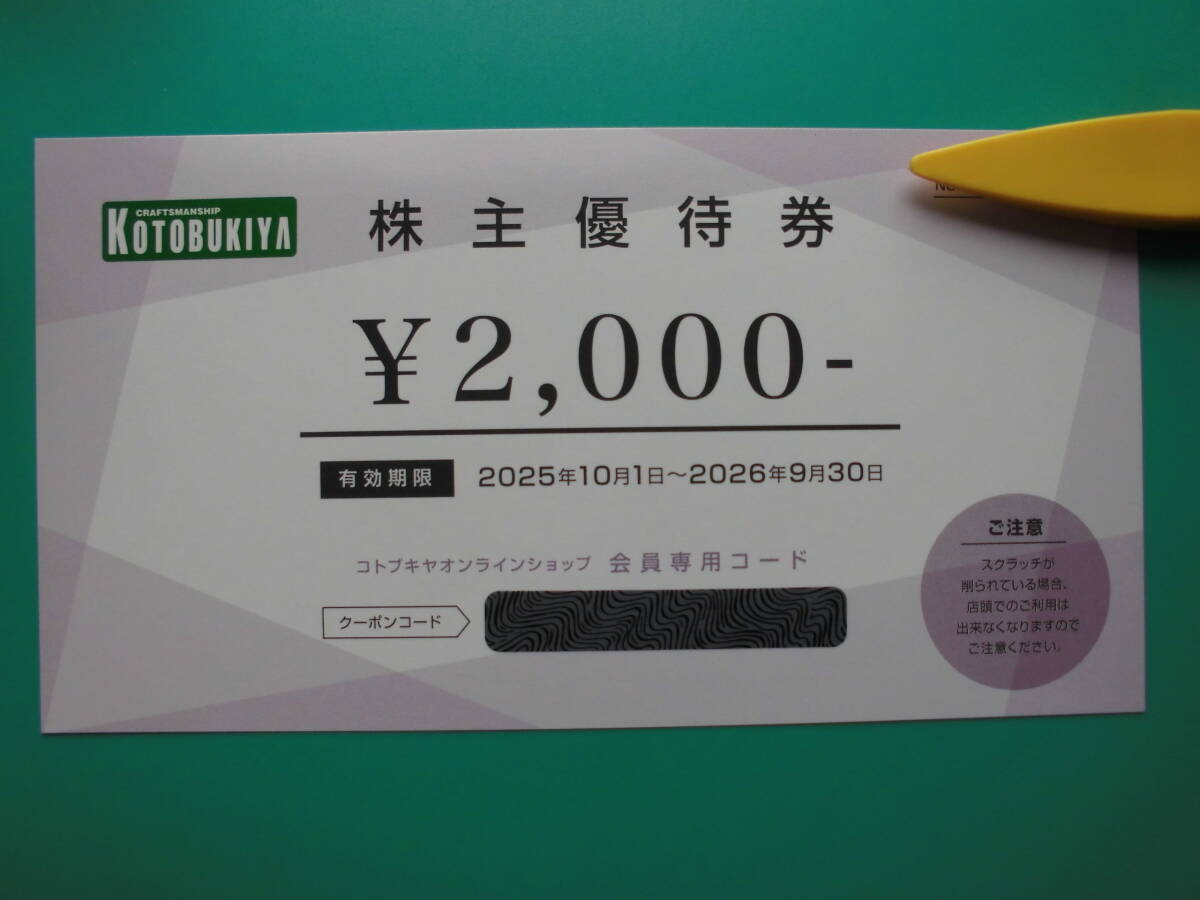 CRAFTSMANSHIP
KOTOBUKIYA
株主優待券
¥2,000-
有効期限 2025年10月1日～2026年9月30日
コトブキヤオンラインショップ 会員専用コード
クーポンコード
ご注意
スクラッチが
削られている場合、
店頭でのご利用は
出来なくなりますので
ご注意ください。